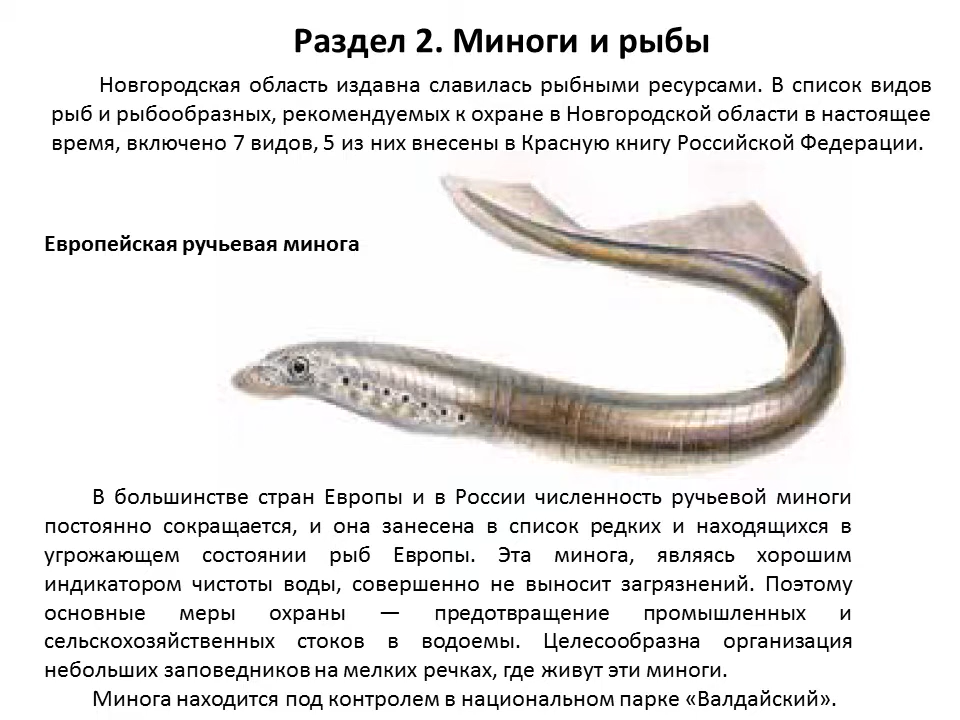 Раздел 2. Миноги и рыбы
Новгородская область издавна славилась рыбными ресурсами. В список видов
рыб и рыбообразных, рекомендуемых к охране в Новгородской области в настоящее
время, включено 7 видов, 5 из них внесены в Красную книгу Российской Федерации.
Европейская ручьевая минога
В большинстве стран Европы и в России численность ручьевой миноги
постоянно сокращается, и она занесена в список редких и находящихся в
угрожающем состоянии рыб Европы. Эта минога, являясь хорошим
индикатором чистоты воды, совершенно не выносит загрязнений. Поэтому
основные меры охраны — предотвращение промышленных и
сельскохозяйственных стоков в водоемы. Целесообразна организация
небольших заповедников на мелких речках, где живут эти миноги.
Минога находится под контролем в национальном парке «Валдайский».